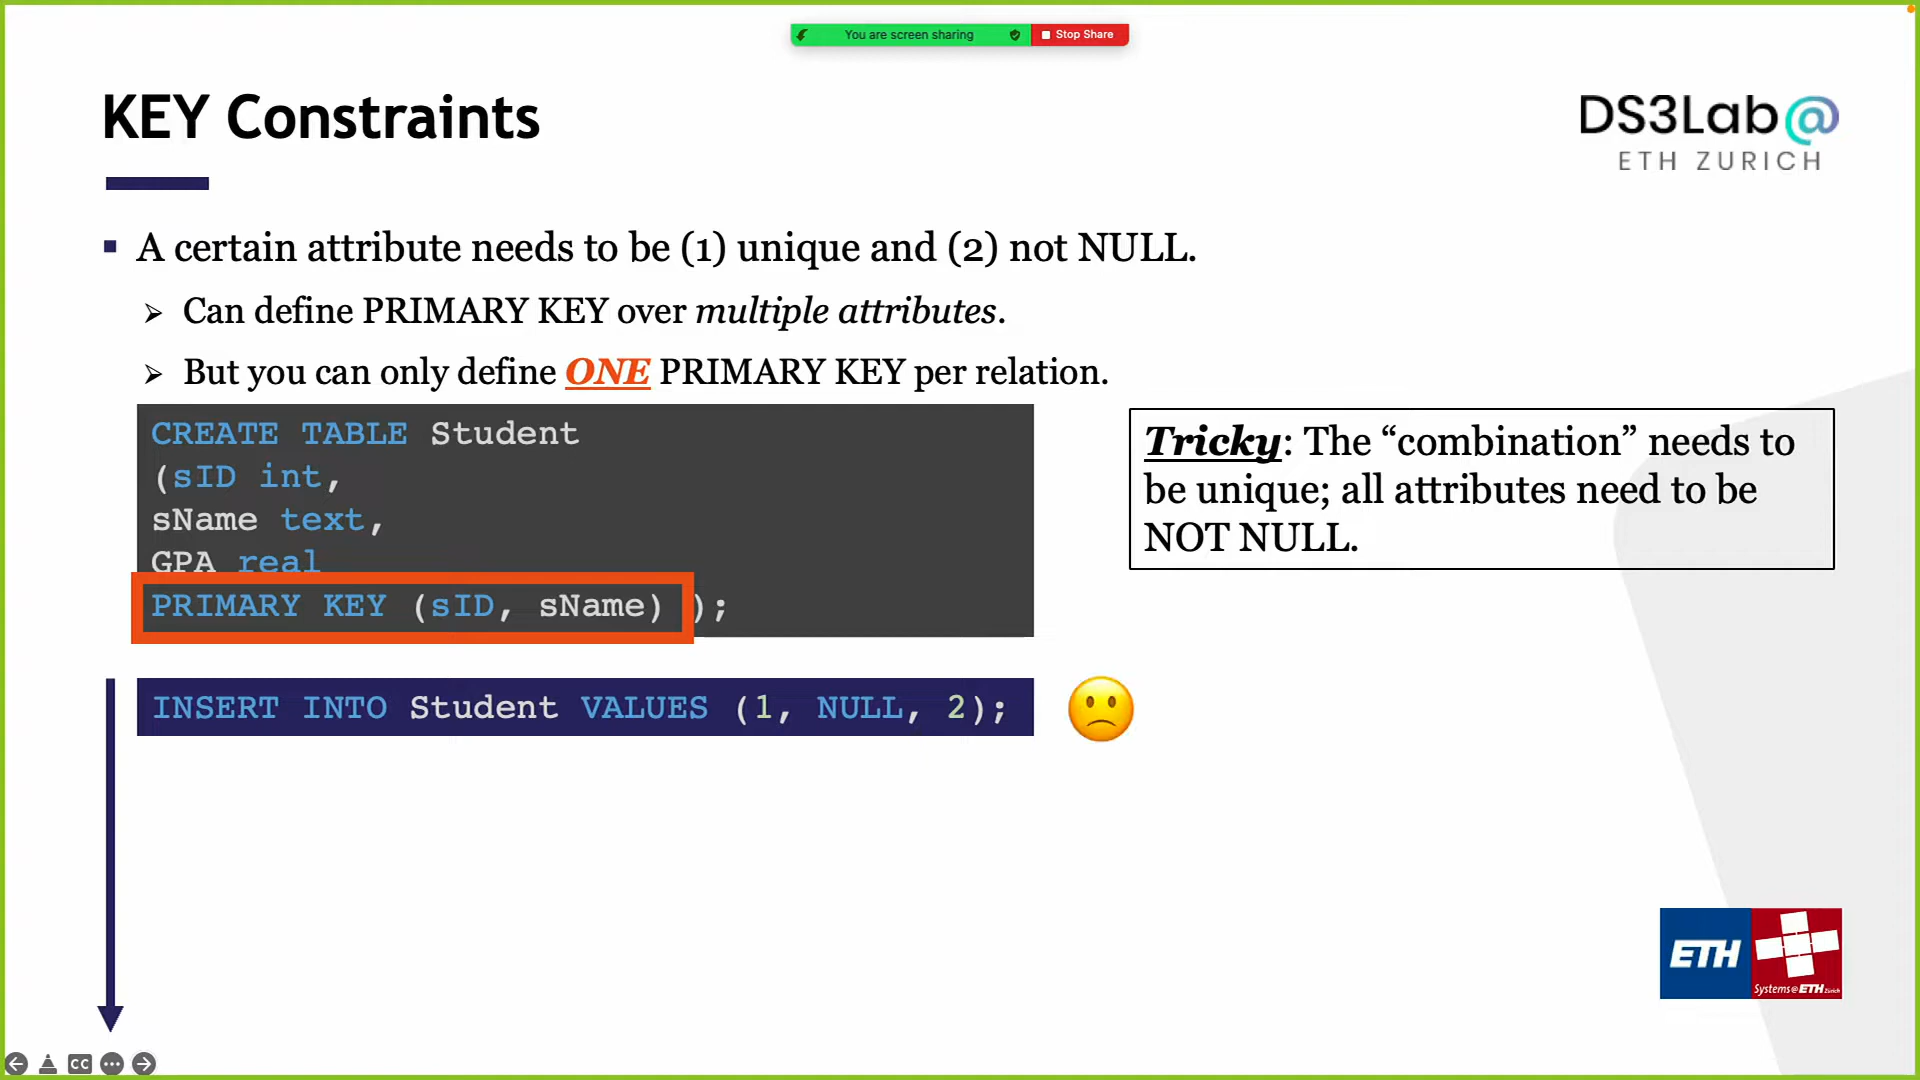 You are screen sharing
Stop Share
KEY Constraints
DS3Lab@
ETH ZURICH
▪ A certain attribute needs to be (1) unique and (2) not NULL.
➢ Can define PRIMARY KEY over multiple attributes.
➢ But you can only define ONE PRIMARY KEY per relation.
CREATE TABLE Student
(sID int,
sName text,
GPA real
PRIMARY KEY (sID, sName) );
Tricky: The “combination” needs to
be unique; all attributes need to be
NOT NULL.
INSERT INTO Student VALUES (1, NULL, 2);
ETH
Systems@ETH Zürich
CC